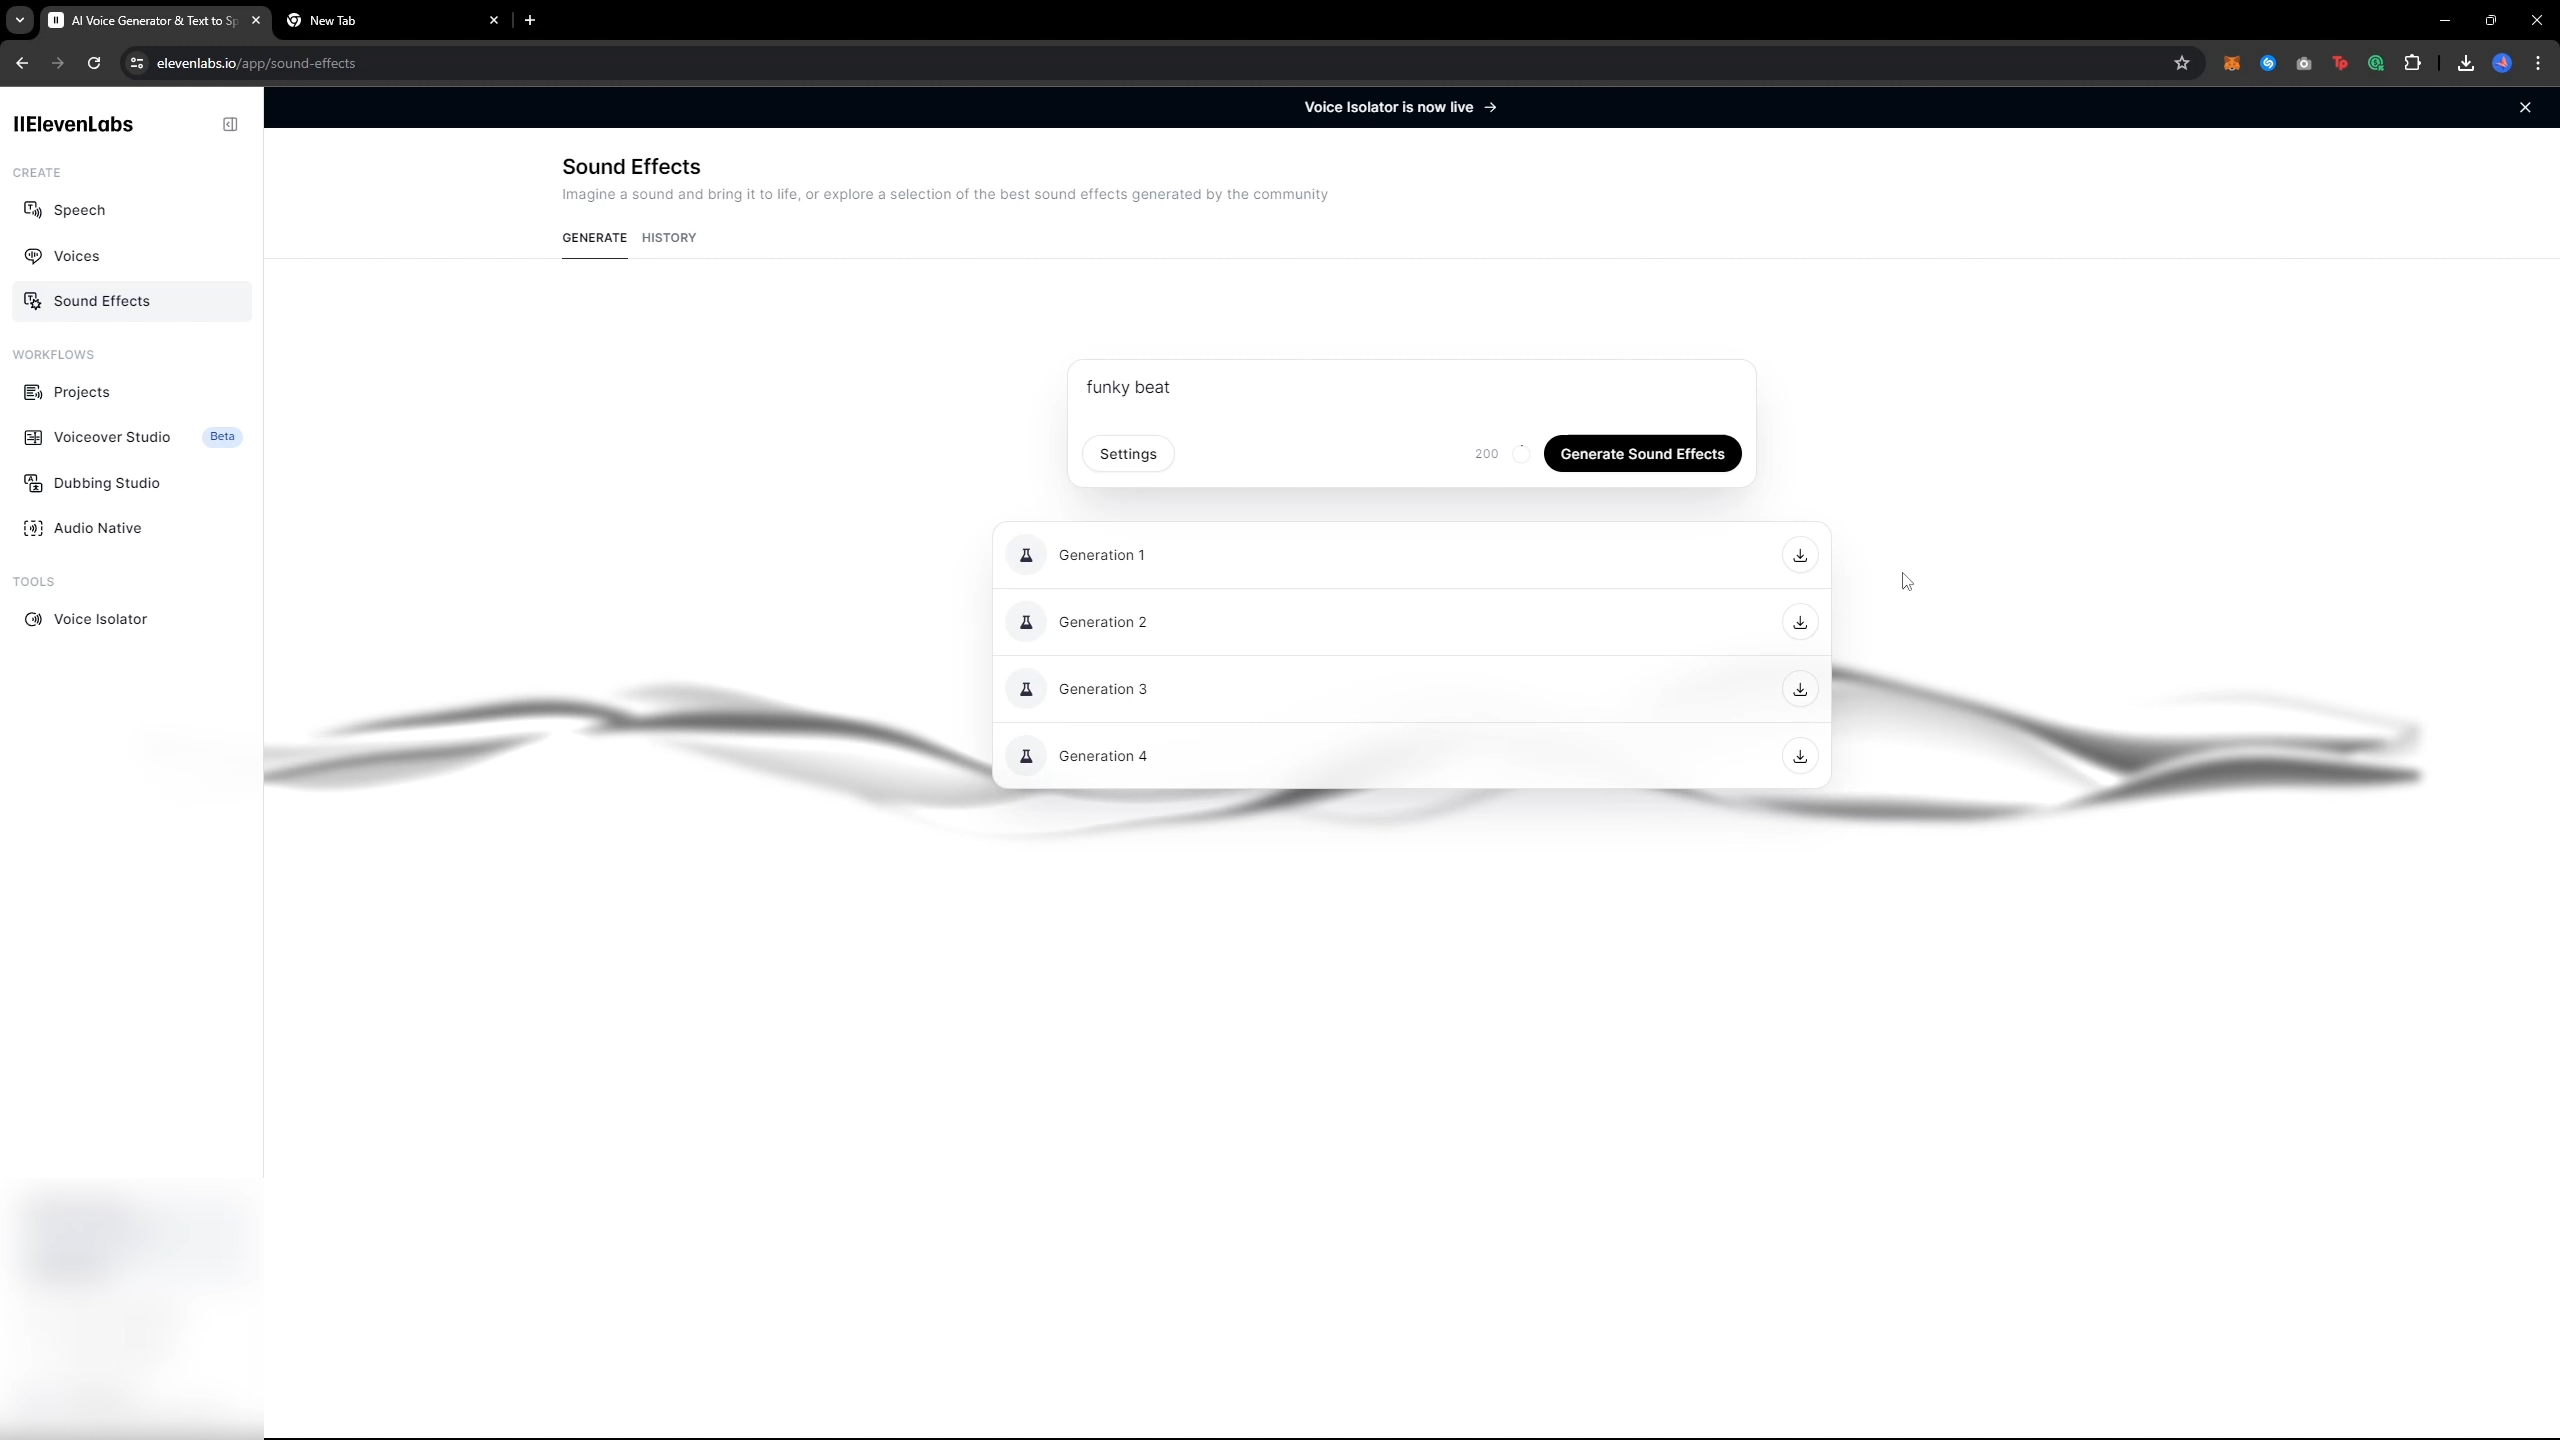 AI Voice Generator & Text to Sp
New Tab
elevenlabs.io/app/sound-effects
Voice Isolator is now live →
IIElevenLabs
CREATE
Speech
Voices
Sound Effects
WORKFLOWS
Projects
Voiceover Studio Beta
Dubbing Studio
Audio Native
TOOLS
Voice Isolator
Sound Effects
Imagine a sound and bring it to life, or explore a selection of the best sound effects generated by the community
GENERATE HISTORY
funky beat
Settings 200 Generate Sound Effects
Generation 1
Generation 2
Generation 3
Generation 4